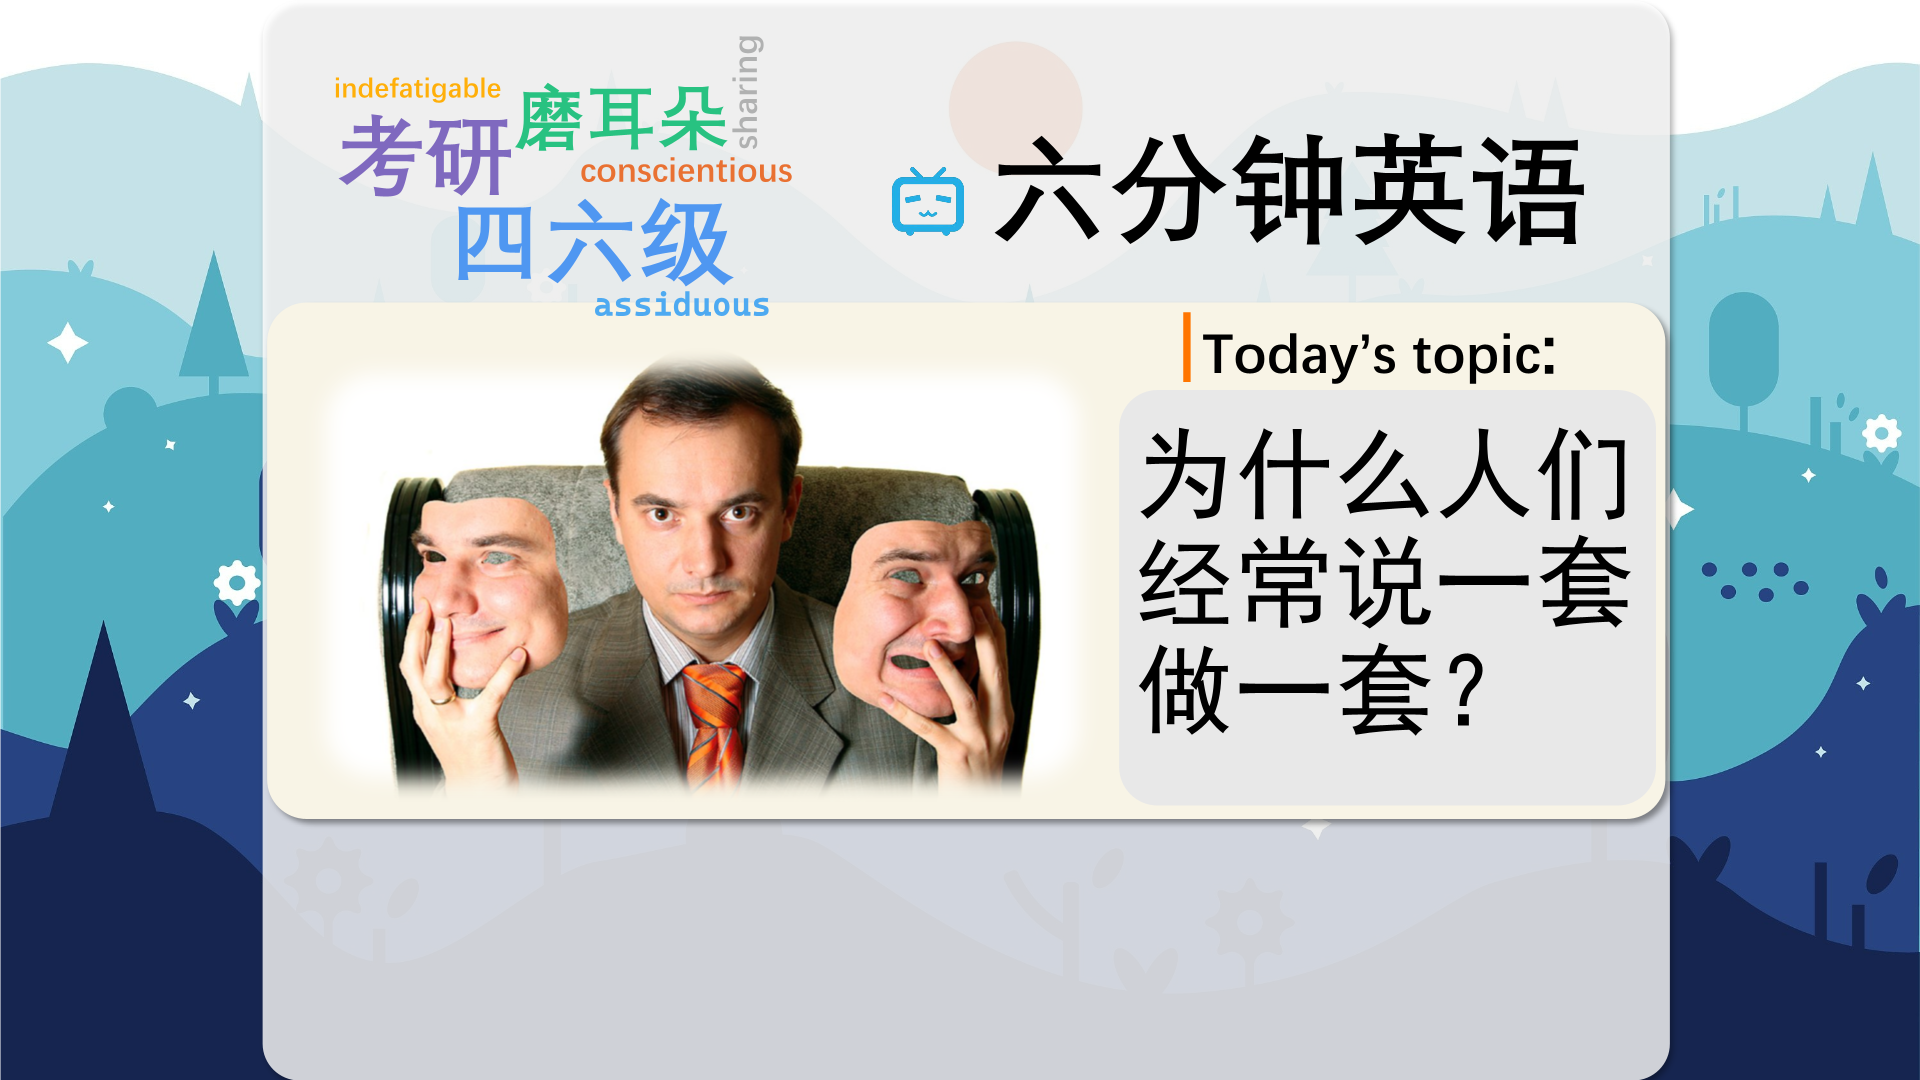 indefatigable
考研
磨耳朵
sharing
conscientious
四六级
assiduous
六分钟英语
Today’s topic:
为什么人们
经常说一套
做一套？